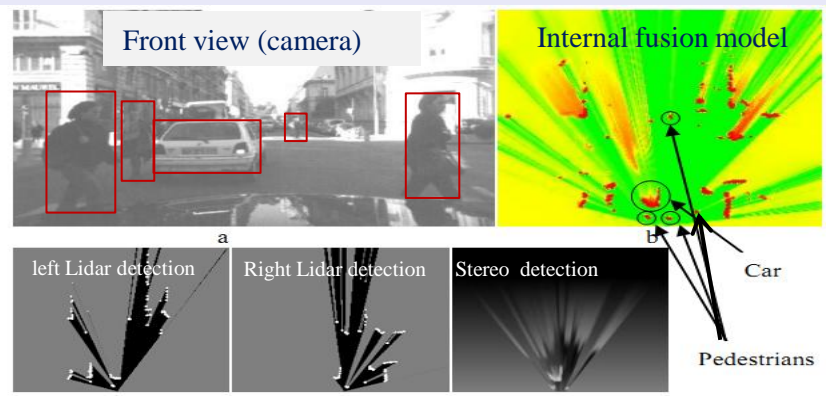 Front view (camera)
Internal fusion model
a
b
left Lidar detection
Right Lidar detection
Stereo detection
Car
Pedestrians